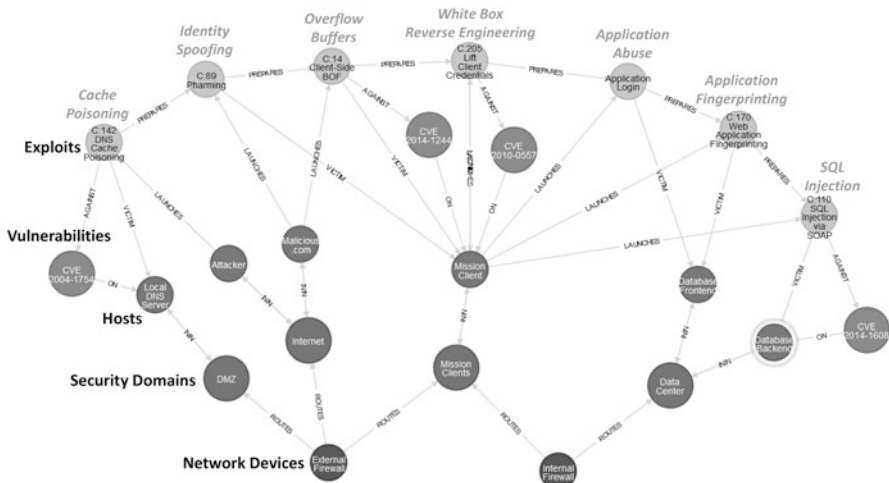 White Box
Reverse Engineering
Overflow
Buffers
Identity
Spoofing
Application
Abuse
Application
Fingerprinting
Cache
Poisoning
SQL
Injection
Exploits
C.142
DNS
Cache
Poisoning
PREPARES
C:89
Pharming
PREPARES
C:14
Client-Side
BOF
PREPARES
C:205
Lift
Client
Credentials
PREPARES
Application
Login
PREPARES
C.170
Web
Application
Fingerprinting
PREPARES
C:110
SQL
Injection
via
SOAP
AGAINST
CVE
2014-1244
AGAINST
CVE
2010-0557
AGAINST
VICTIM
LAUNCHES
LAUNCHES
LAUNCHES
VICTIM
VICTIM
ON
ON
LAUNCHES
LAUNCHES
LAUNCHES
VICTIM
VICTIM
VICTIM
AGAINST
Vulnerabilities
CVE
2004-1754
ON
Local
DNS
Server
Attacker
Malicious
.com
Mission
Client
Database
Frontend
Database
Backend
ON
CVE
2014-1608
Hosts
IN
IN
IN
IN
IN
IN
Internet
Security Domains
DMZ
Mission
Clients
Data
Center
ROUTES
ROUTES
ROUTES
ROUTES
ROUTES
Network Devices
External
Firewall
Internal
Firewall